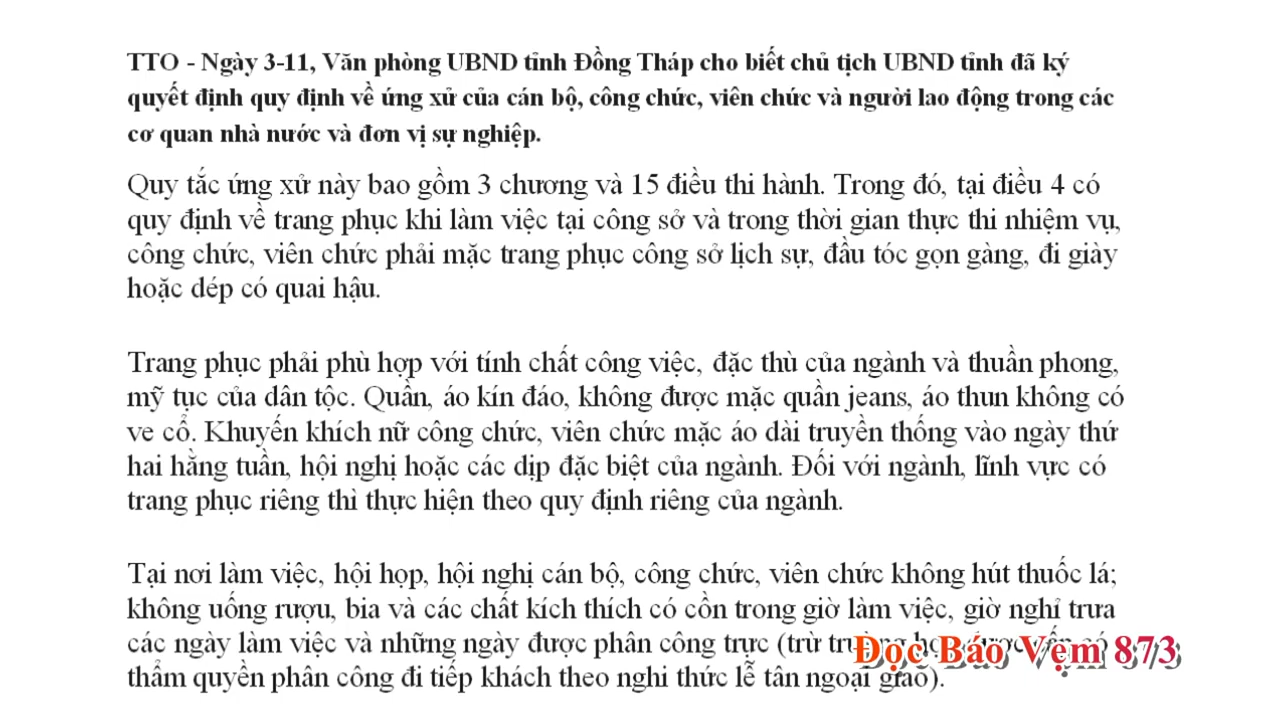 TTO - Ngày 3-11, Văn phòng UBND tỉnh Đồng Tháp cho biết chủ tịch UBND tỉnh đã ký
quyết định quy định về ứng xử của cán bộ, công chức, viên chức và người lao động trong các
cơ quan nhà nước và đơn vị sự nghiệp.
Quy tắc ứng xử này bao gồm 3 chương và 15 điều thi hành. Trong đó, tại điều 4 có
quy định về trang phục khi làm việc tại công sở và trong thời gian thực thi nhiệm vụ,
công chức, viên chức phải mặc trang phục công sở lịch sự, đầu tóc gọn gàng, đi giày
hoặc dép có quai hậu.
Trang phục phải phù hợp với tính chất công việc, đặc thù của ngành và thuần phong,
mỹ tục của dân tộc. Quần, áo kín đáo, không được mặc quần jeans, áo thun không có
ve cổ. Khuyến khích nữ công chức, viên chức mặc áo dài truyền thống vào ngày thứ
hai hằng tuần, hội nghị hoặc các dịp đặc biệt của ngành. Đối với ngành, lĩnh vực có
trang phục riêng thì thực hiện theo quy định riêng của ngành.
Tại nơi làm việc, hội họp, hội nghị cán bộ, công chức, viên chức không hút thuốc lá;
không uống rượu, bia và các chất kích thích có cồn trong giờ làm việc, giờ nghỉ trưa
các ngày làm việc và những ngày được phân công trực (trừ
Đọc Báo Vẹm 873
thẩm quyền phân công đi tiếp khách theo nghi thức lễ tân ngoại giao).